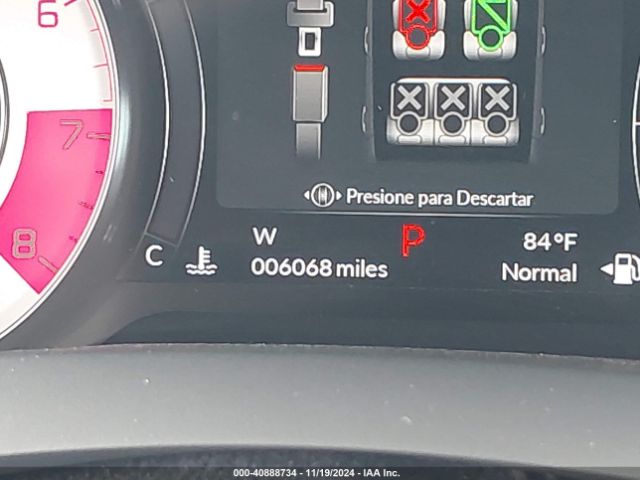 6
7
8
Presione para Descartar
W P 84°F
C 006068 miles Normal
000-40888734 - 11/19/2024 - IAA Inc.